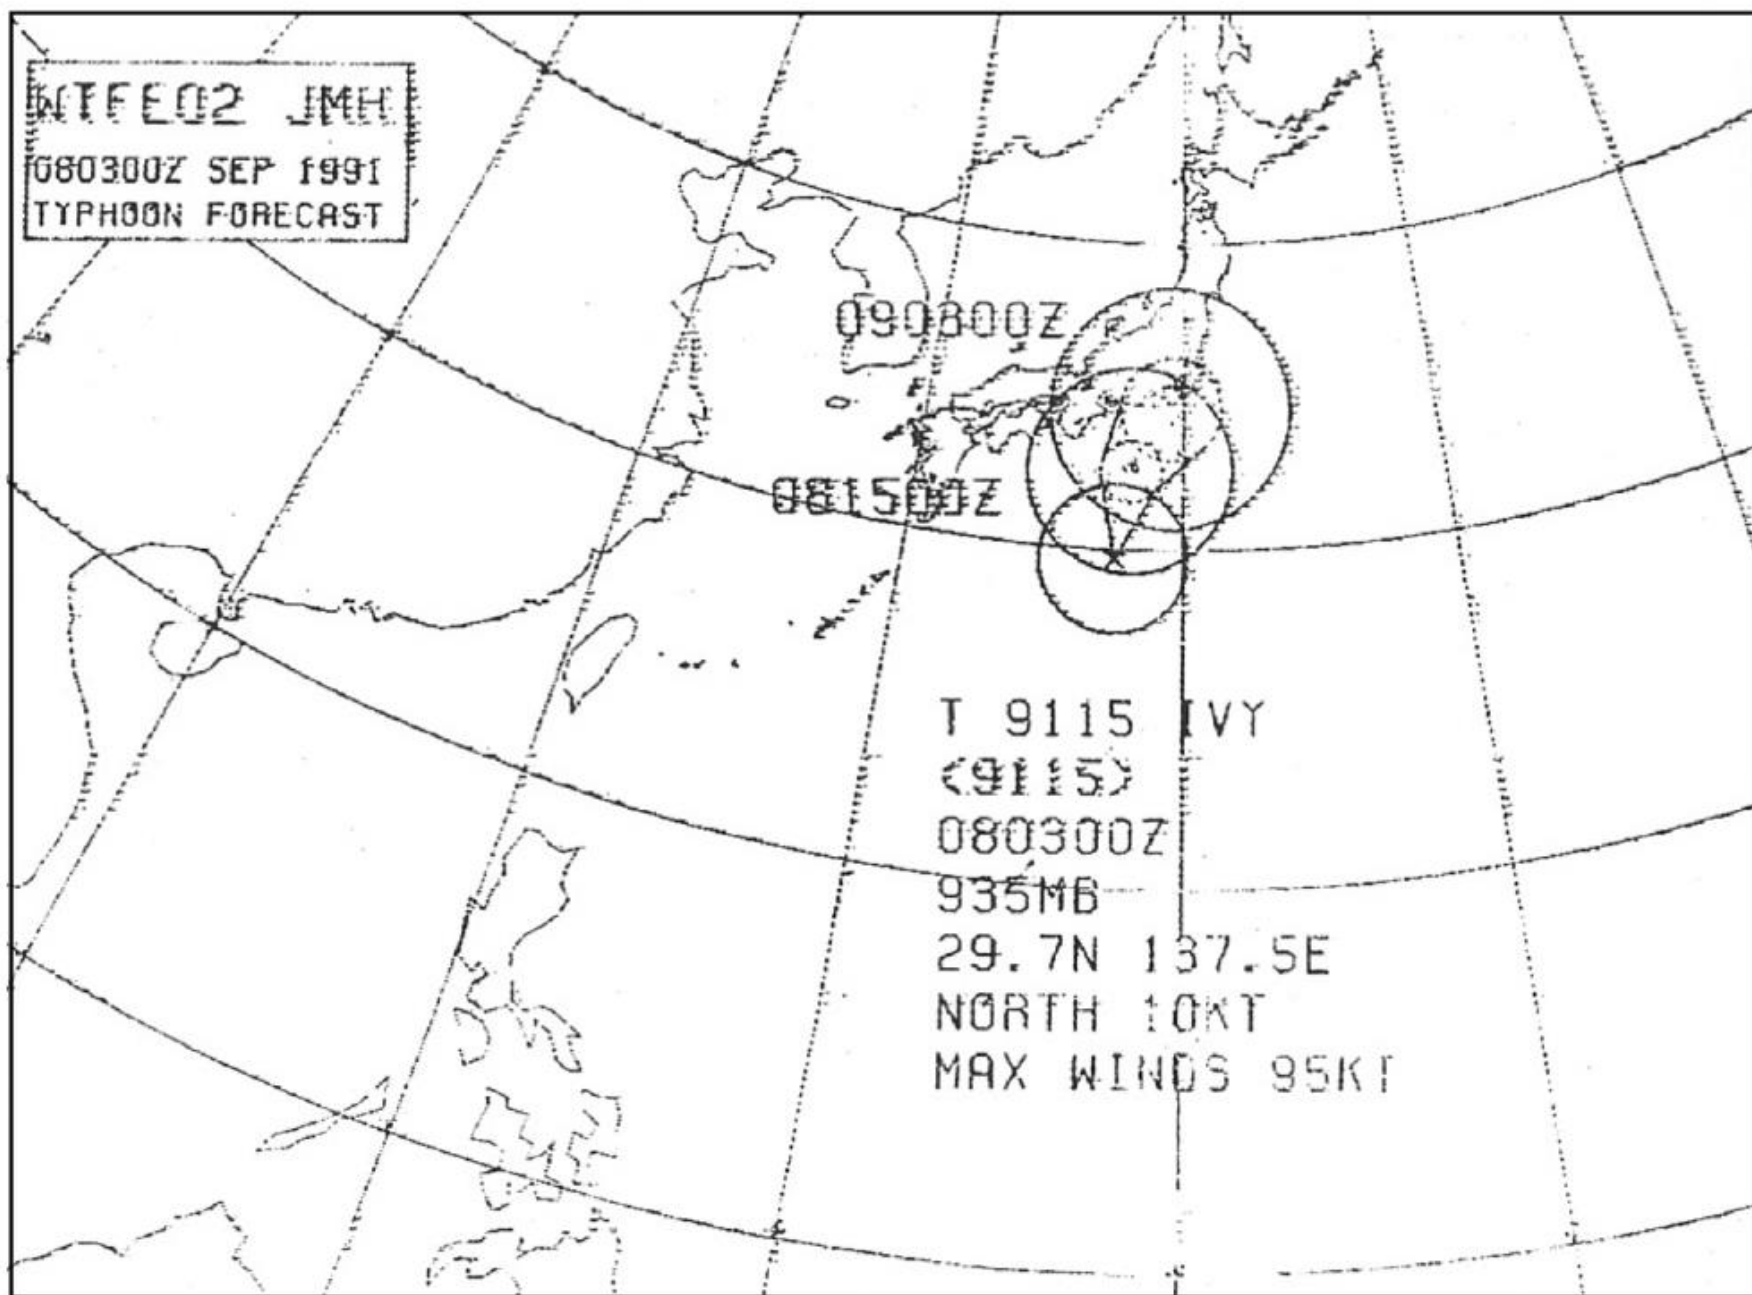 WTFE02 JMH
080300Z SEP 1991
TYPHOON FORECAST
090300Z
081500Z
T 9115 IVY
<9115>
080300Z
935MB
29.7N 137.5E
NORTH 10KT
MAX WINDS 95KT